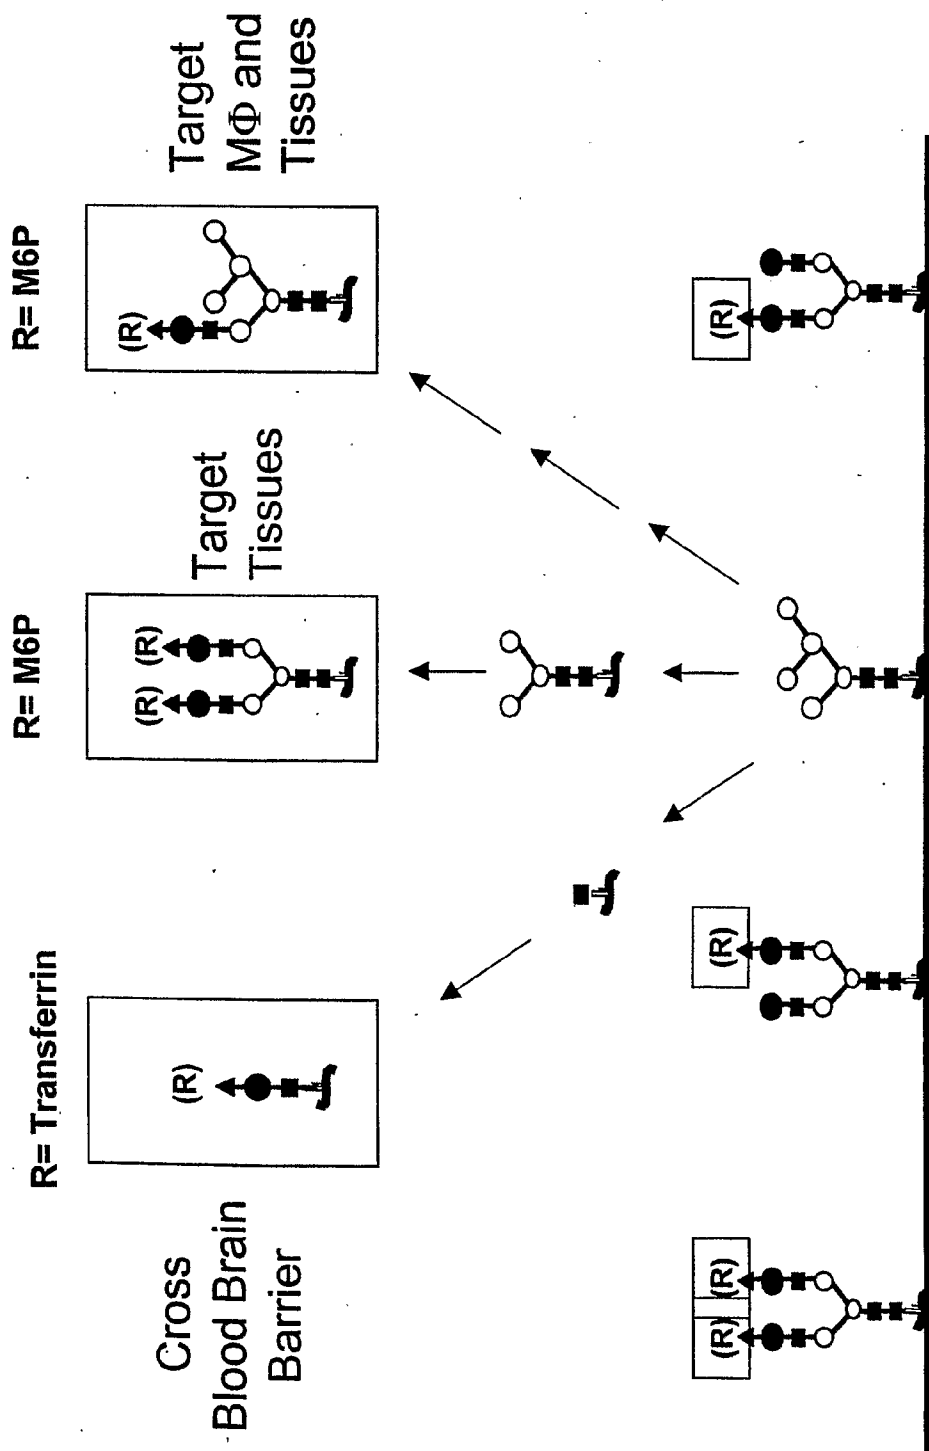 R= Transferrin
R= M6P
R= M6P
Cross
Blood Brain
Barrier
(R)
(R)
(R)
Target
Tissues
(R)
Target
MΦ and
Tissues
(R)
(R)
(R)
(R)